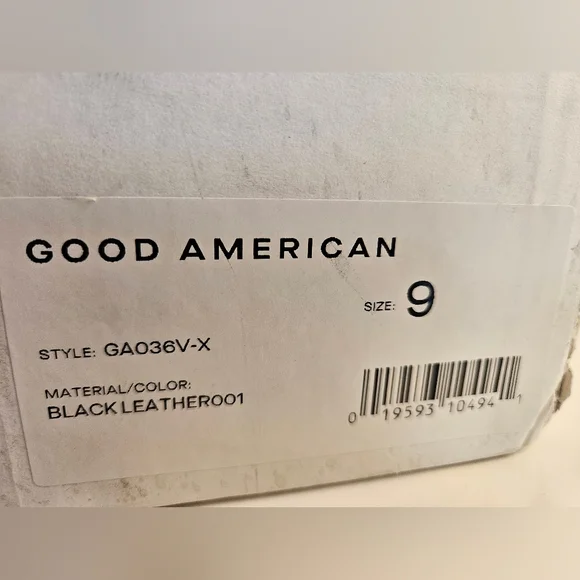 GOOD AMERICAN
SIZE: 9
STYLE: GA036V-X
MATERIAL/COLOR:
BLACK LEATHER001
0 19593 10494 1